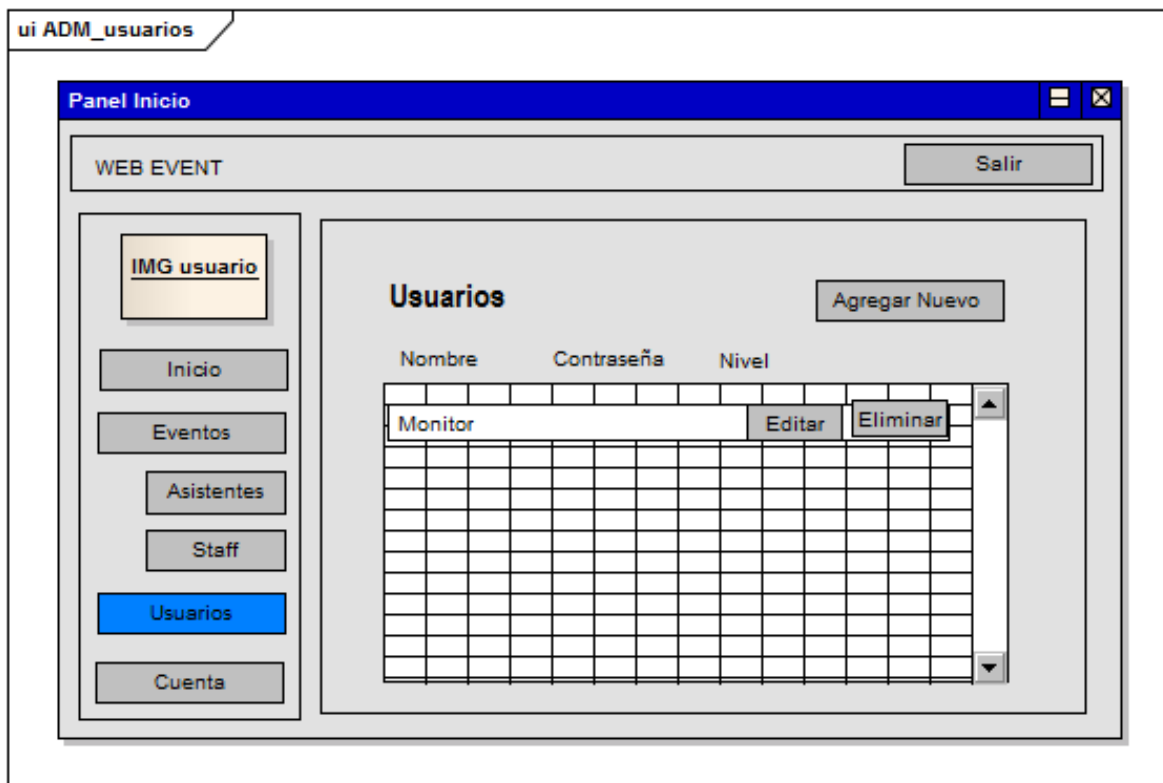 ui ADM_usuarios
Panel Inicio
WEB EVENT
Salir
IMG usuario
Inicio
Eventos
Asistentes
Staff
Usuarios
Cuenta
Usuarios
Agregar Nuevo
Nombre Contraseña Nivel
Monitor Editar Eliminar